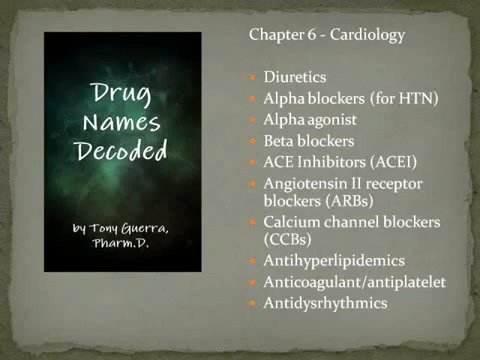 Drug
Names
Decoded
by Tony Guerra,
Pharm.D.
Chapter 6 - Cardiology
Diuretics
Alpha blockers (for HTN)
Alpha agonist
Beta blockers
ACE Inhibitors (ACEI)
Angiotensin II receptor
blockers (ARBs)
Calcium channel blockers
(CCBs)
Antihyperlipidemics
Anticoagulant/antiplatelet
Antidysrhythmics